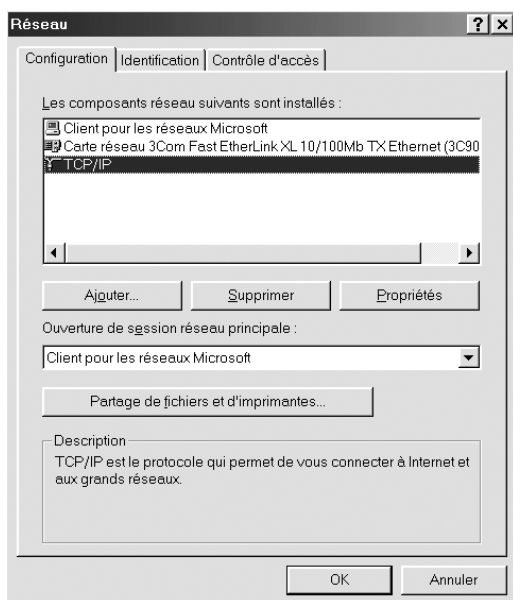 Réseau
Configuration
Identification
Contrôle d'accès
Les composants réseau suivants sont installés :
Client pour les réseaux Microsoft
Carte réseau 3Com Fast EtherLink XL 10/100Mb TX Ethernet (3C90
TCP/IP
Ajouter...
Supprimer
Propriétés
Ouverture de session réseau principale :
Client pour les réseaux Microsoft
Partage de fichiers et d'imprimantes...
Description
TCP/IP est le protocole qui permet de vous connecter à Internet et
aux grands réseaux.
OK
Annuler